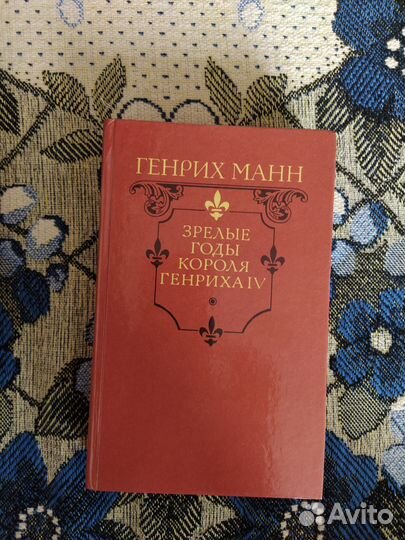 ГЕНРИХ МАНН
ЗРЕЛЫЕ
ГОДЫ
КОРОЛЯ
ГЕНРИХА IV
Avito